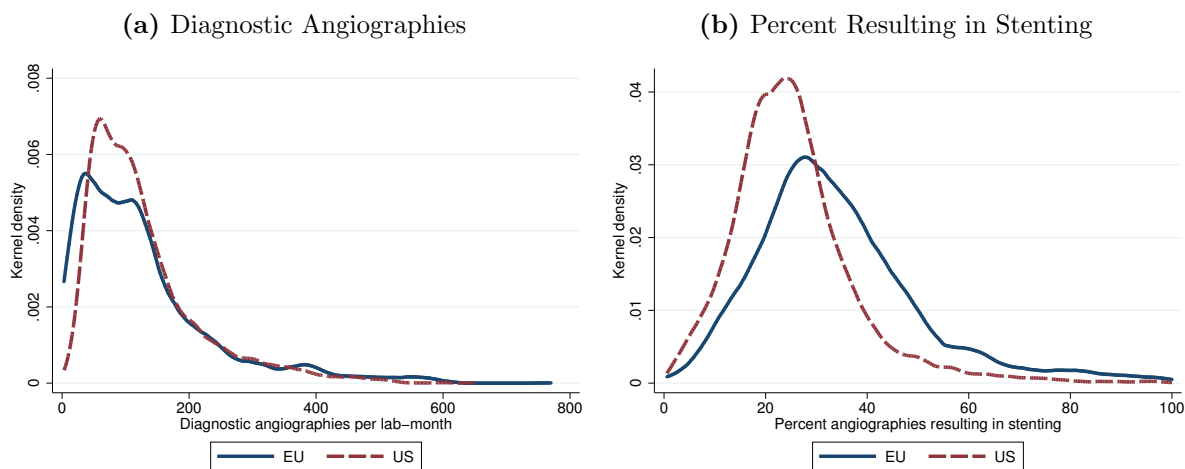 (a) Diagnostic Angiographies
Kernel density
0 .002 .004 .006 .008
0 200 400 600 800
Diagnostic angiographies per lab−month
EU US
(b) Percent Resulting in Stenting
Kernel density
0 .01 .02 .03 .04
0 20 40 60 80 100
Percent angiographies resulting in stenting
EU US